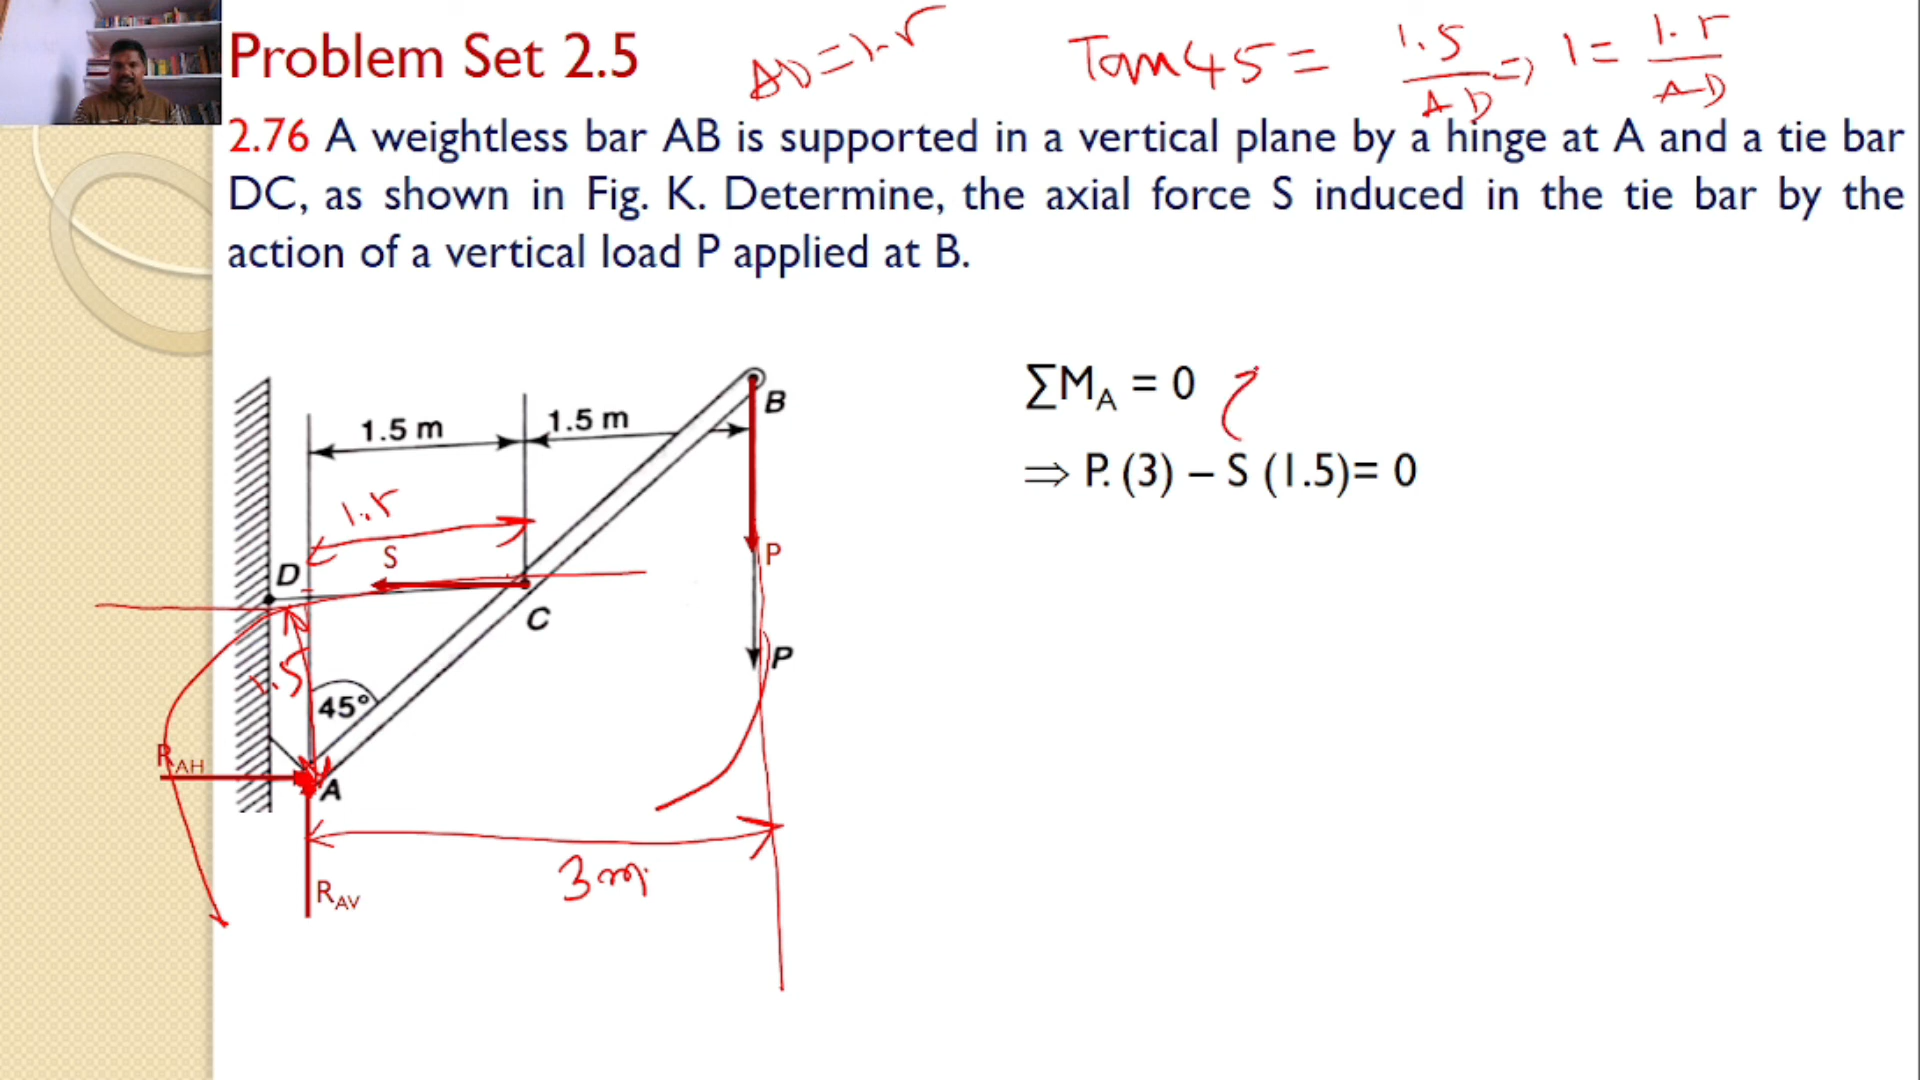 Problem Set 2.5
AD = 1.5
Tan 45 = 1.5/AD ⇒ 1 = 1.5/AD
2.76 A weightless bar AB is supported in a vertical plane by a hinge at A and a tie bar
DC, as shown in Fig. K. Determine, the axial force S induced in the tie bar by the
action of a vertical load P applied at B.
∑M_A = 0
⇒ P. (3) – S (1.5)= 0
B
1.5 m
1.5 m
1.5
S
P
D
C
1.5
P
45°
R_AH
A
3m
R_AV